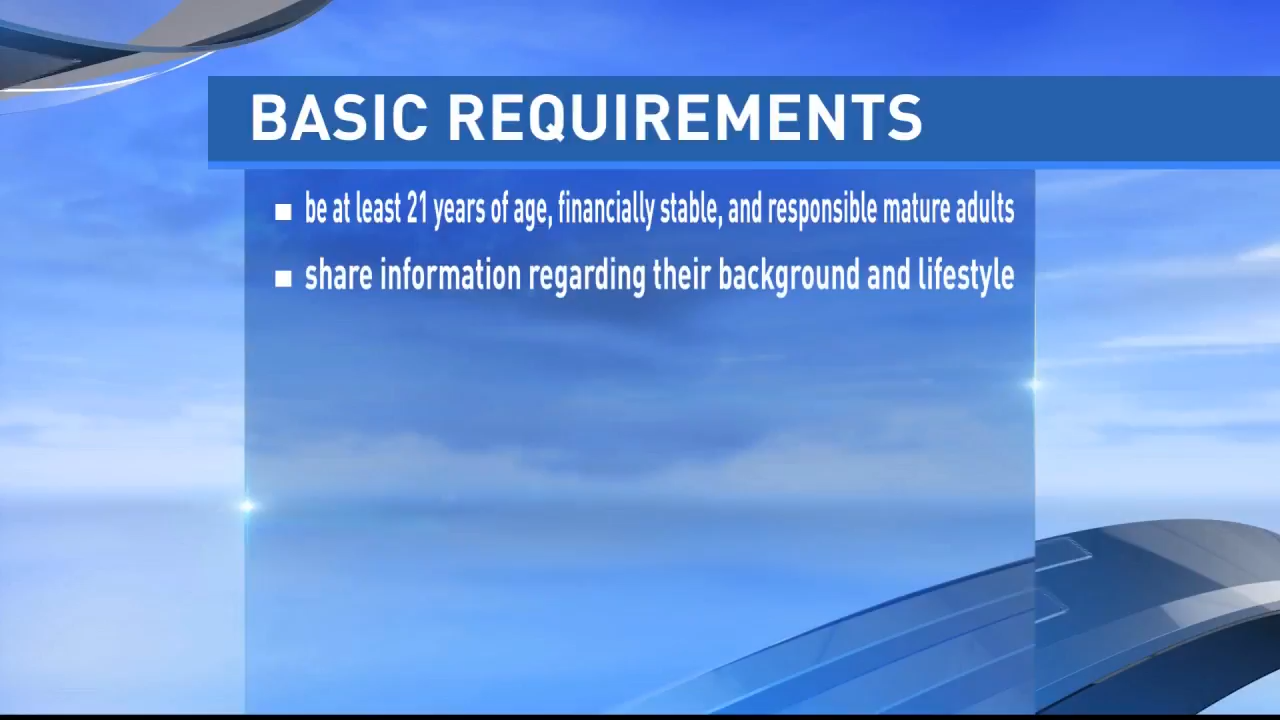 BASIC REQUIREMENTS
be at least 21 years of age, financially stable, and responsible mature adults
share information regarding their background and lifestyle